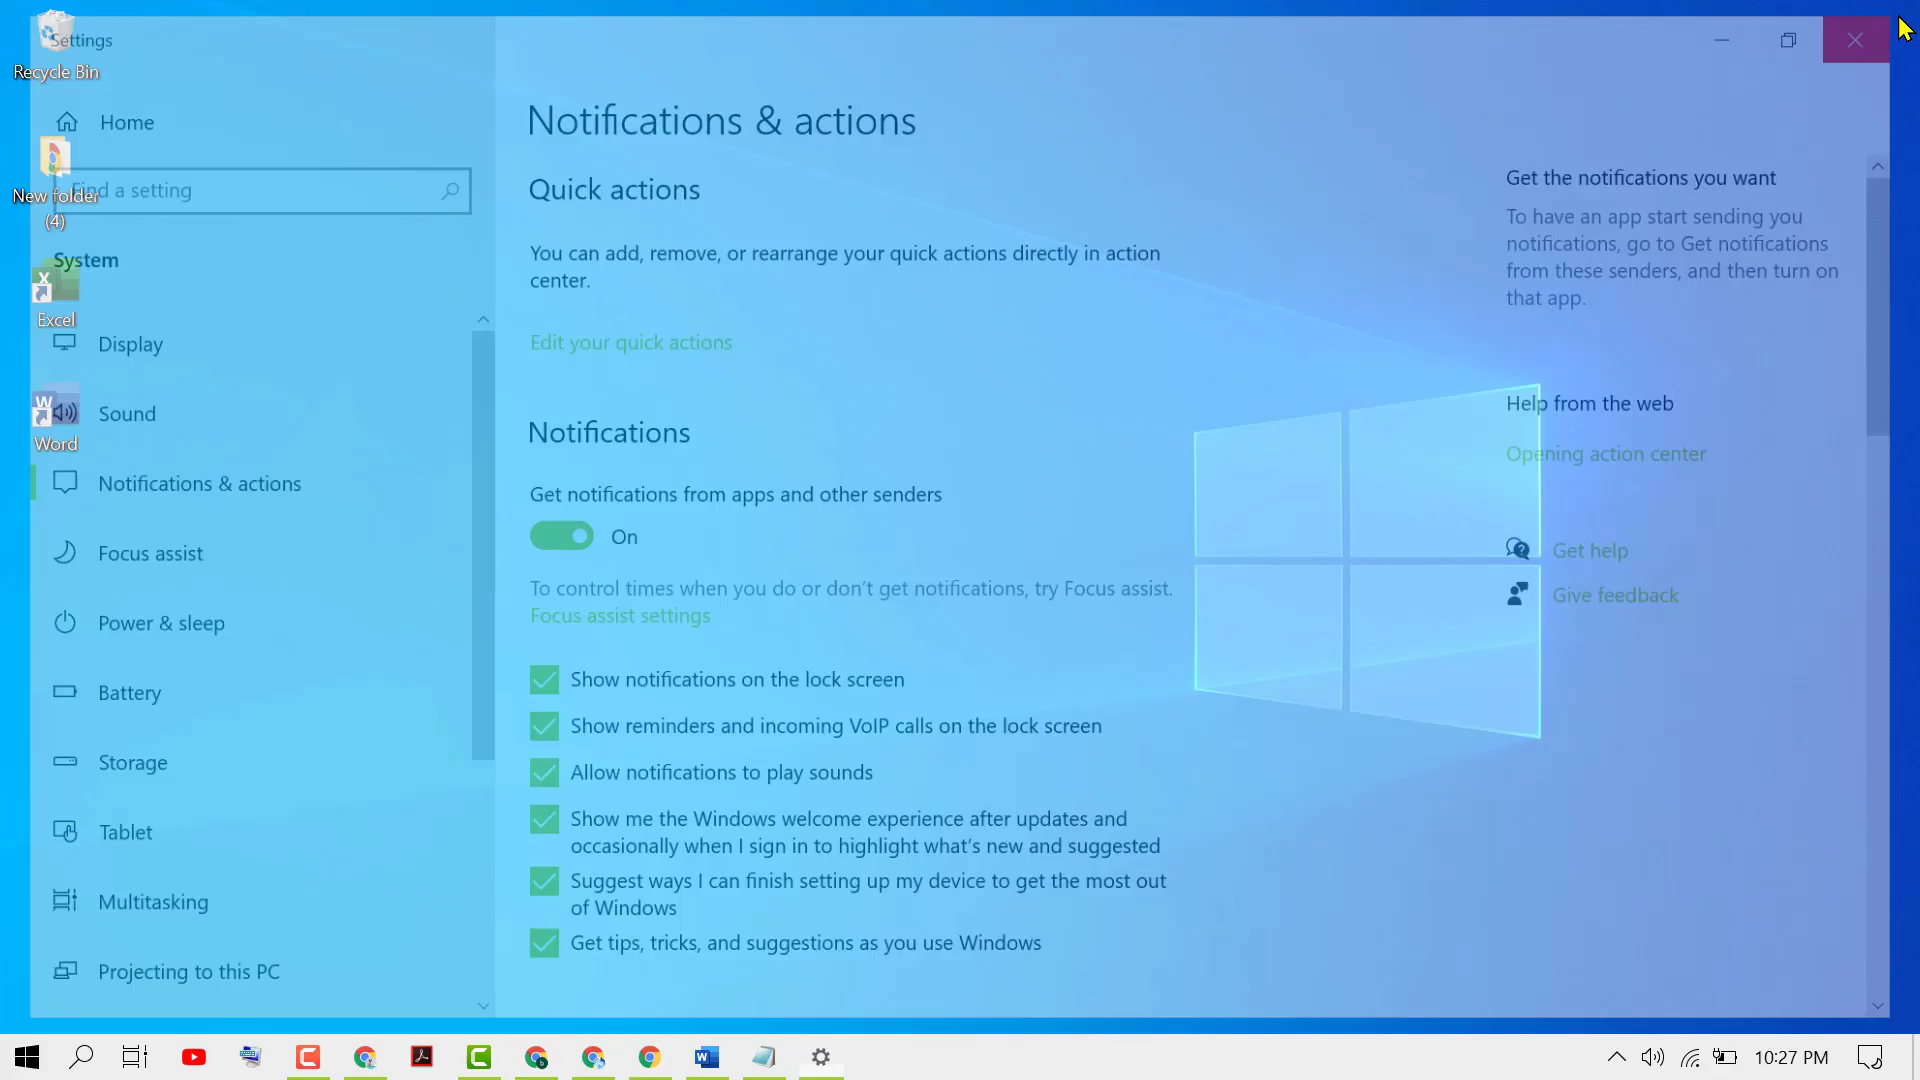 Settings
Recycle Bin
Home
New folder
(4)
Find a setting
System
Excel
Display
Sound
Word
Notifications & actions
Focus assist
Power & sleep
Battery
Storage
Tablet
Multitasking
Projecting to this PC
Notifications & actions
Quick actions
You can add, remove, or rearrange your quick actions directly in action
center.
Edit your quick actions
Notifications
Get notifications from apps and other senders
On
To control times when you do or don't get notifications, try Focus assist.
Focus assist settings
Show notifications on the lock screen
Show reminders and incoming VoIP calls on the lock screen
Allow notifications to play sounds
Show me the Windows welcome experience after updates and
occasionally when I sign in to highlight what's new and suggested
Suggest ways I can finish setting up my device to get the most out
of Windows
Get tips, tricks, and suggestions as you use Windows
Get the notifications you want
To have an app start sending you
notifications, go to Get notifications
from these senders, and then turn on
that app.
Help from the web
Opening action center
Get help
Give feedback
10:27 PM